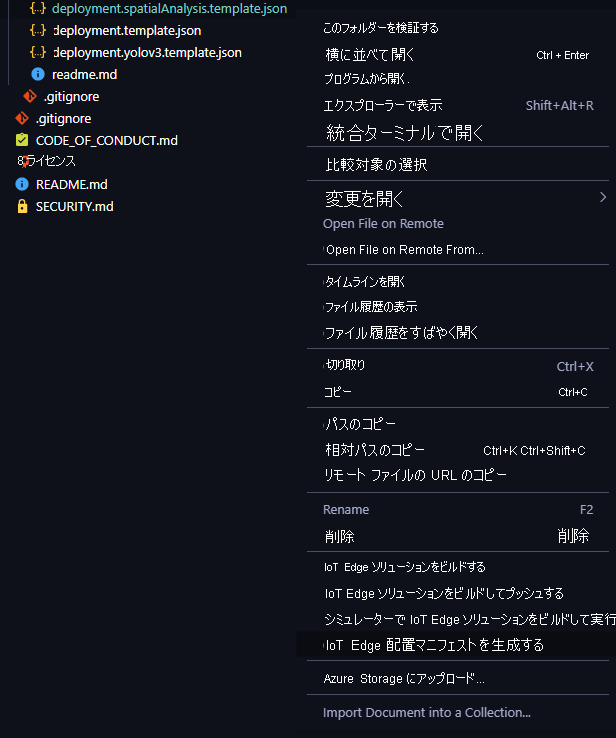 deployment.spatialAnalysis.template.json
deployment.template.json
deployment.yolov3.template.json
readme.md
.gitignore
.gitignore
CODE_OF_CONDUCT.md
ライセンス
README.md
SECURITY.md
このフォルダーを検証する
横に並べて開く Ctrl + Enter
プログラムから開く.
エクスプローラーで表示 Shift+Alt+R
統合ターミナルで開く
比較対象の選択
変更を開く
Open File on Remote
Open File on Remote From...
タイムラインを開く
ファイル履歴の表示
ファイル履歴をすばやく開く
切り取り Ctrl+X
コピー Ctrl+C
パスのコピー
相対パスのコピー Ctrl+K Ctrl+Shift+C
リモート ファイルの URL のコピー
Rename F2
削除 削除
IoT Edge ソリューションをビルドする
IoT Edge ソリューションをビルドしてプッシュする
シミュレーターで IoT Edge ソリューションをビルドして実行
IoT Edge 配置マニフェストを生成する
Azure Storage にアップロード...
Import Document into a Collection...